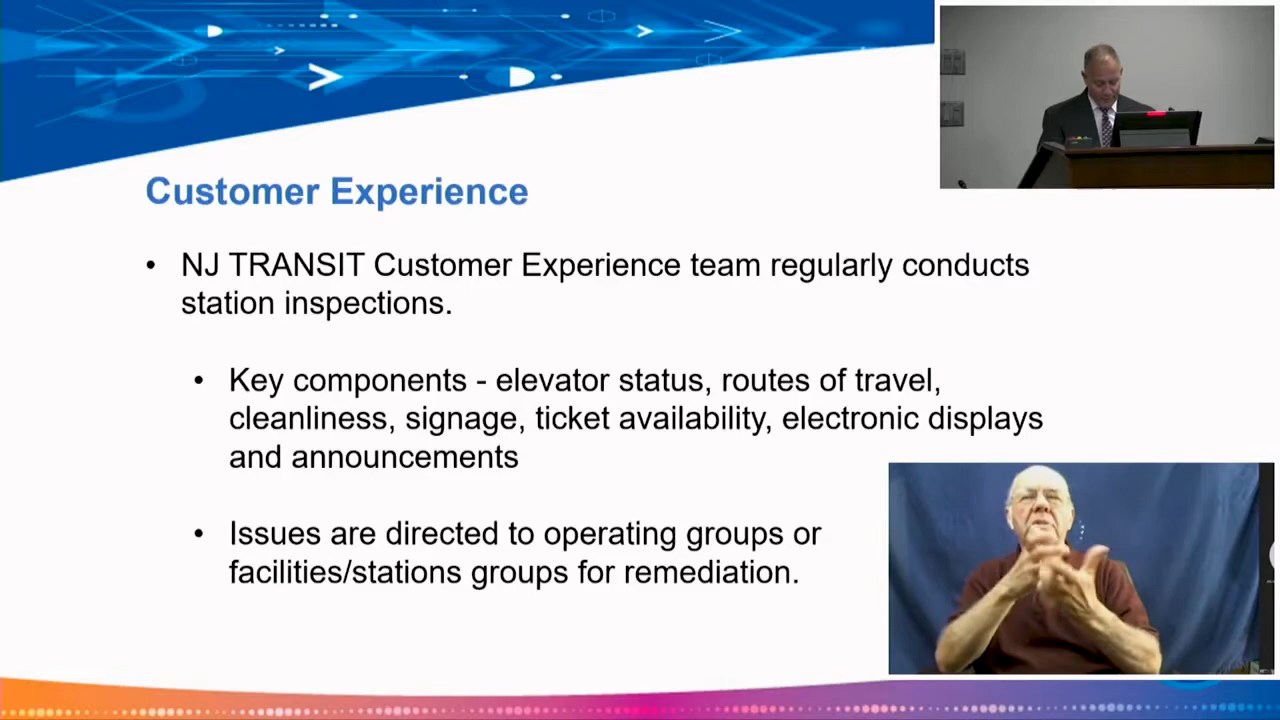 Customer Experience
• NJ TRANSIT Customer Experience team regularly conducts
station inspections.
• Key components - elevator status, routes of travel,
cleanliness, signage, ticket availability, electronic displays
and announcements
• Issues are directed to operating groups or
facilities/stations groups for remediation.